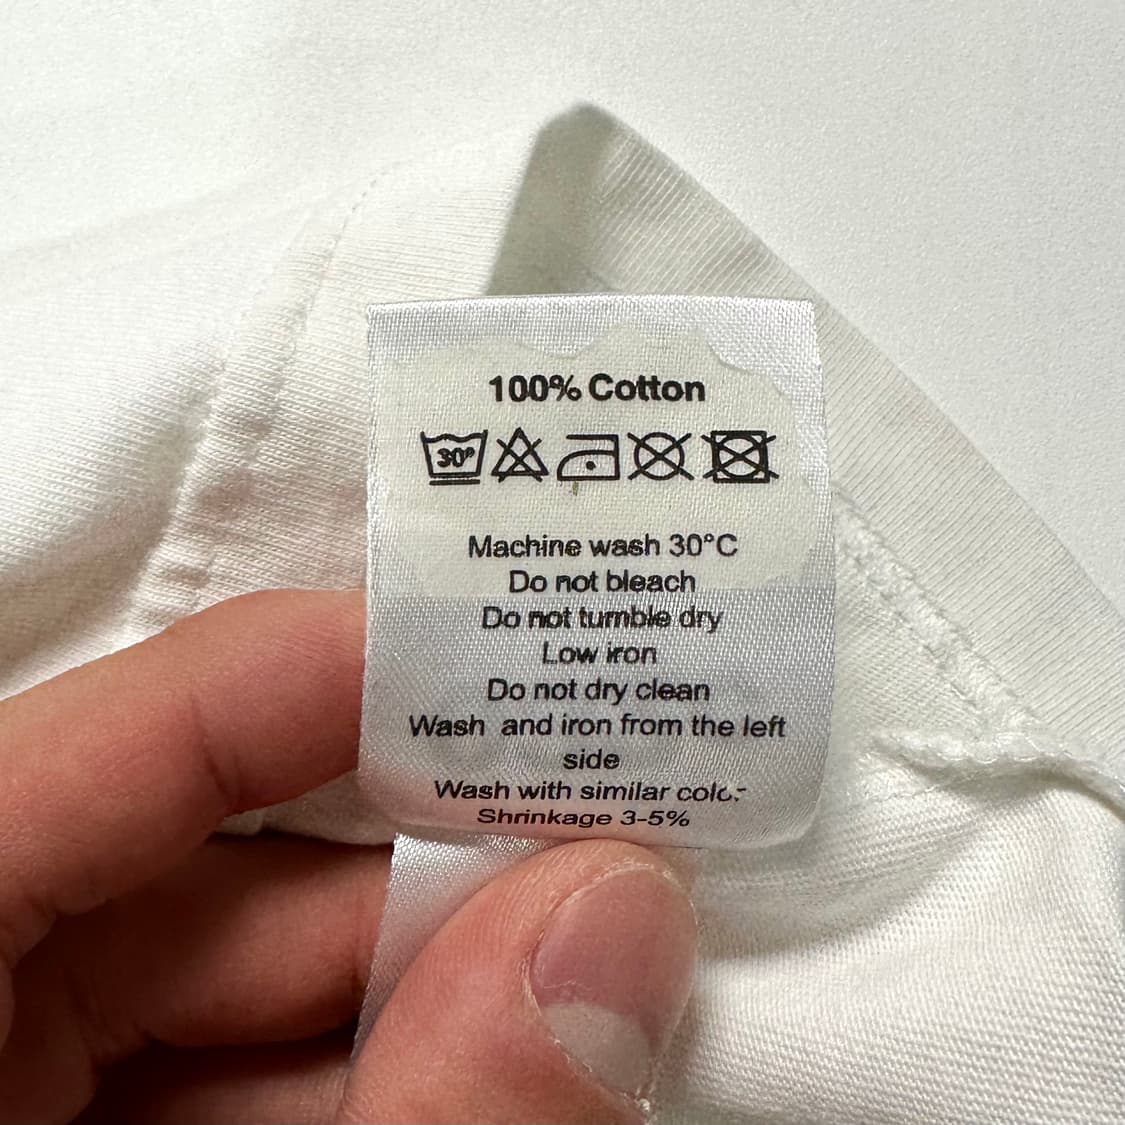 100% Cotton
30°
Machine wash 30°C
Do not bleach
Do not tumble dry
Low iron
Do not dry clean
Wash and iron from the left
side
Wash with similar color
Shrinkage 3-5%